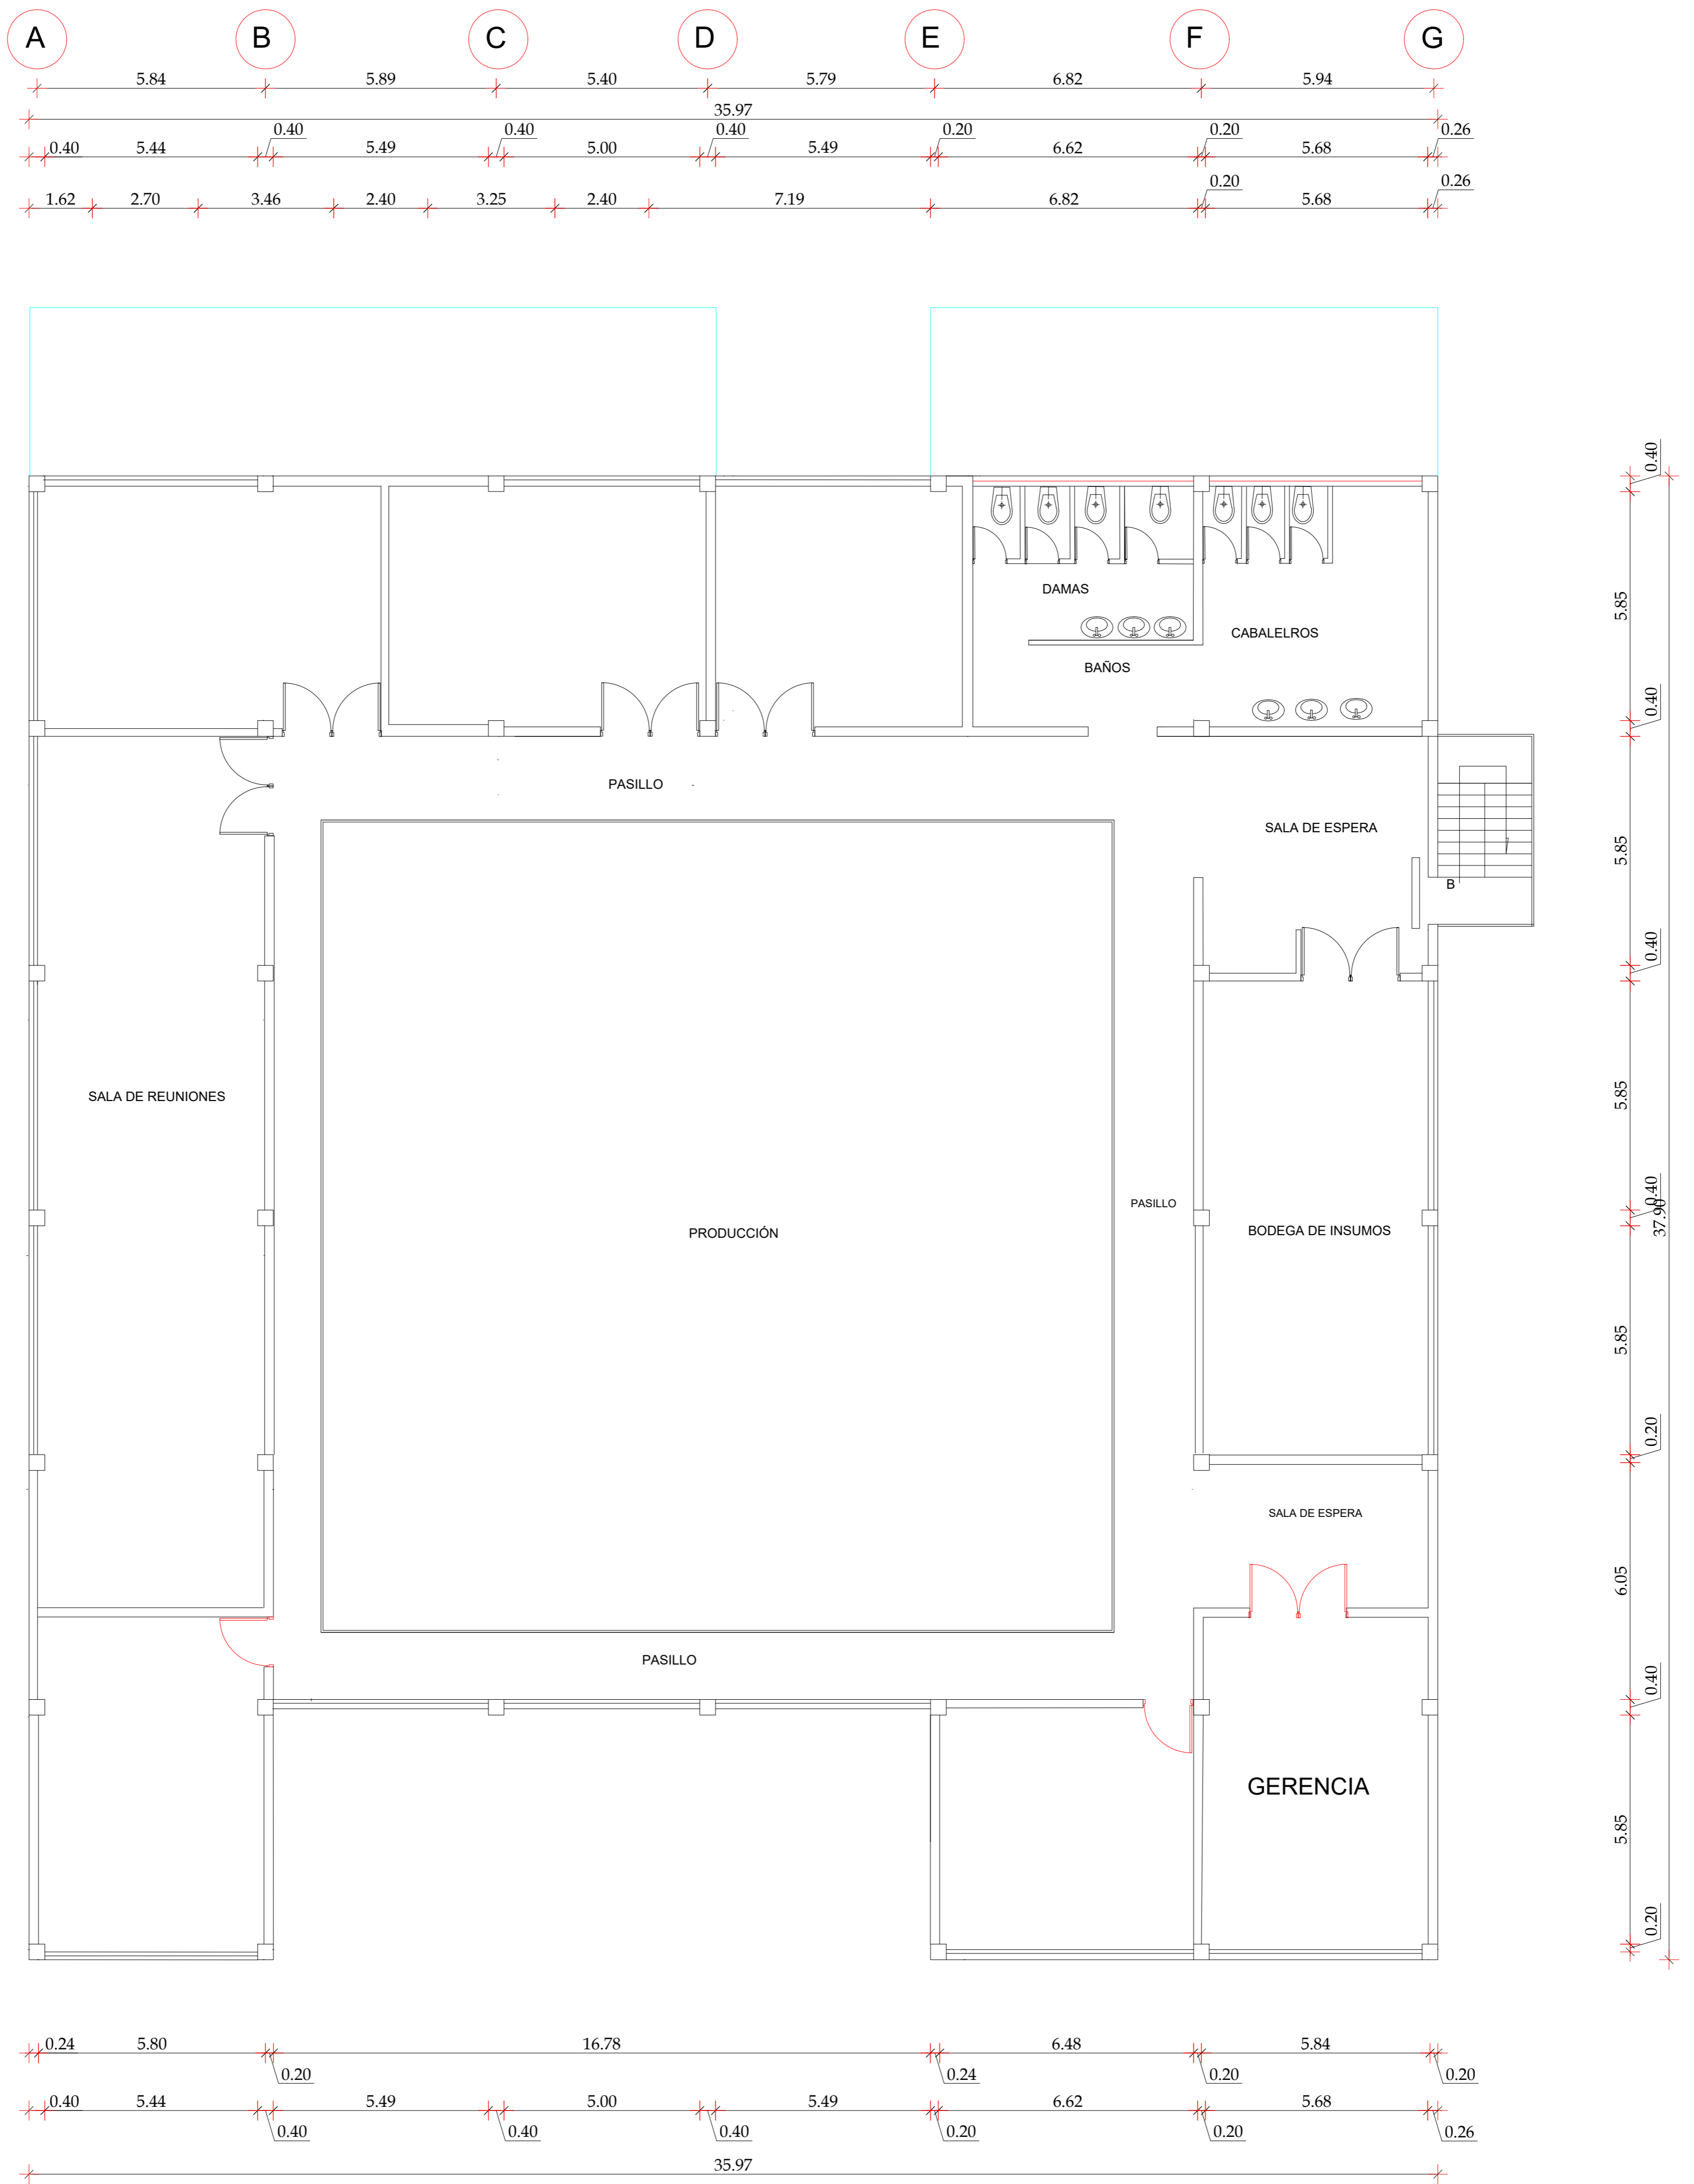 A B C D E F G
5.84 5.89 5.40 5.79 6.82 5.94
35.97
0.40 0.40 0.40 0.20 0.20 0.26
0.40 5.44 5.49 5.00 5.49 6.62 5.68
0.20 0.26
1.62 2.70 3.46 2.40 3.25 2.40 7.19 6.82 5.68
0.40
5.85
DAMAS
CABALELROS
BAÑOS
0.40
PASILLO
SALA DE ESPERA
5.85
B
0.40
SALA DE REUNIONES
5.85
PASILLO
0.40
37.90
BODEGA DE INSUMOS
PRODUCCIÓN
5.85
0.20
SALA DE ESPERA
6.05
PASILLO
0.40
GERENCIA
5.85
0.20
0.24 5.80 16.78 6.48 5.84
0.20 0.24 0.20 0.20
0.40 5.44 5.49 5.00 5.49 6.62 5.68
0.40 0.40 0.40 0.20 0.20 0.26
35.97